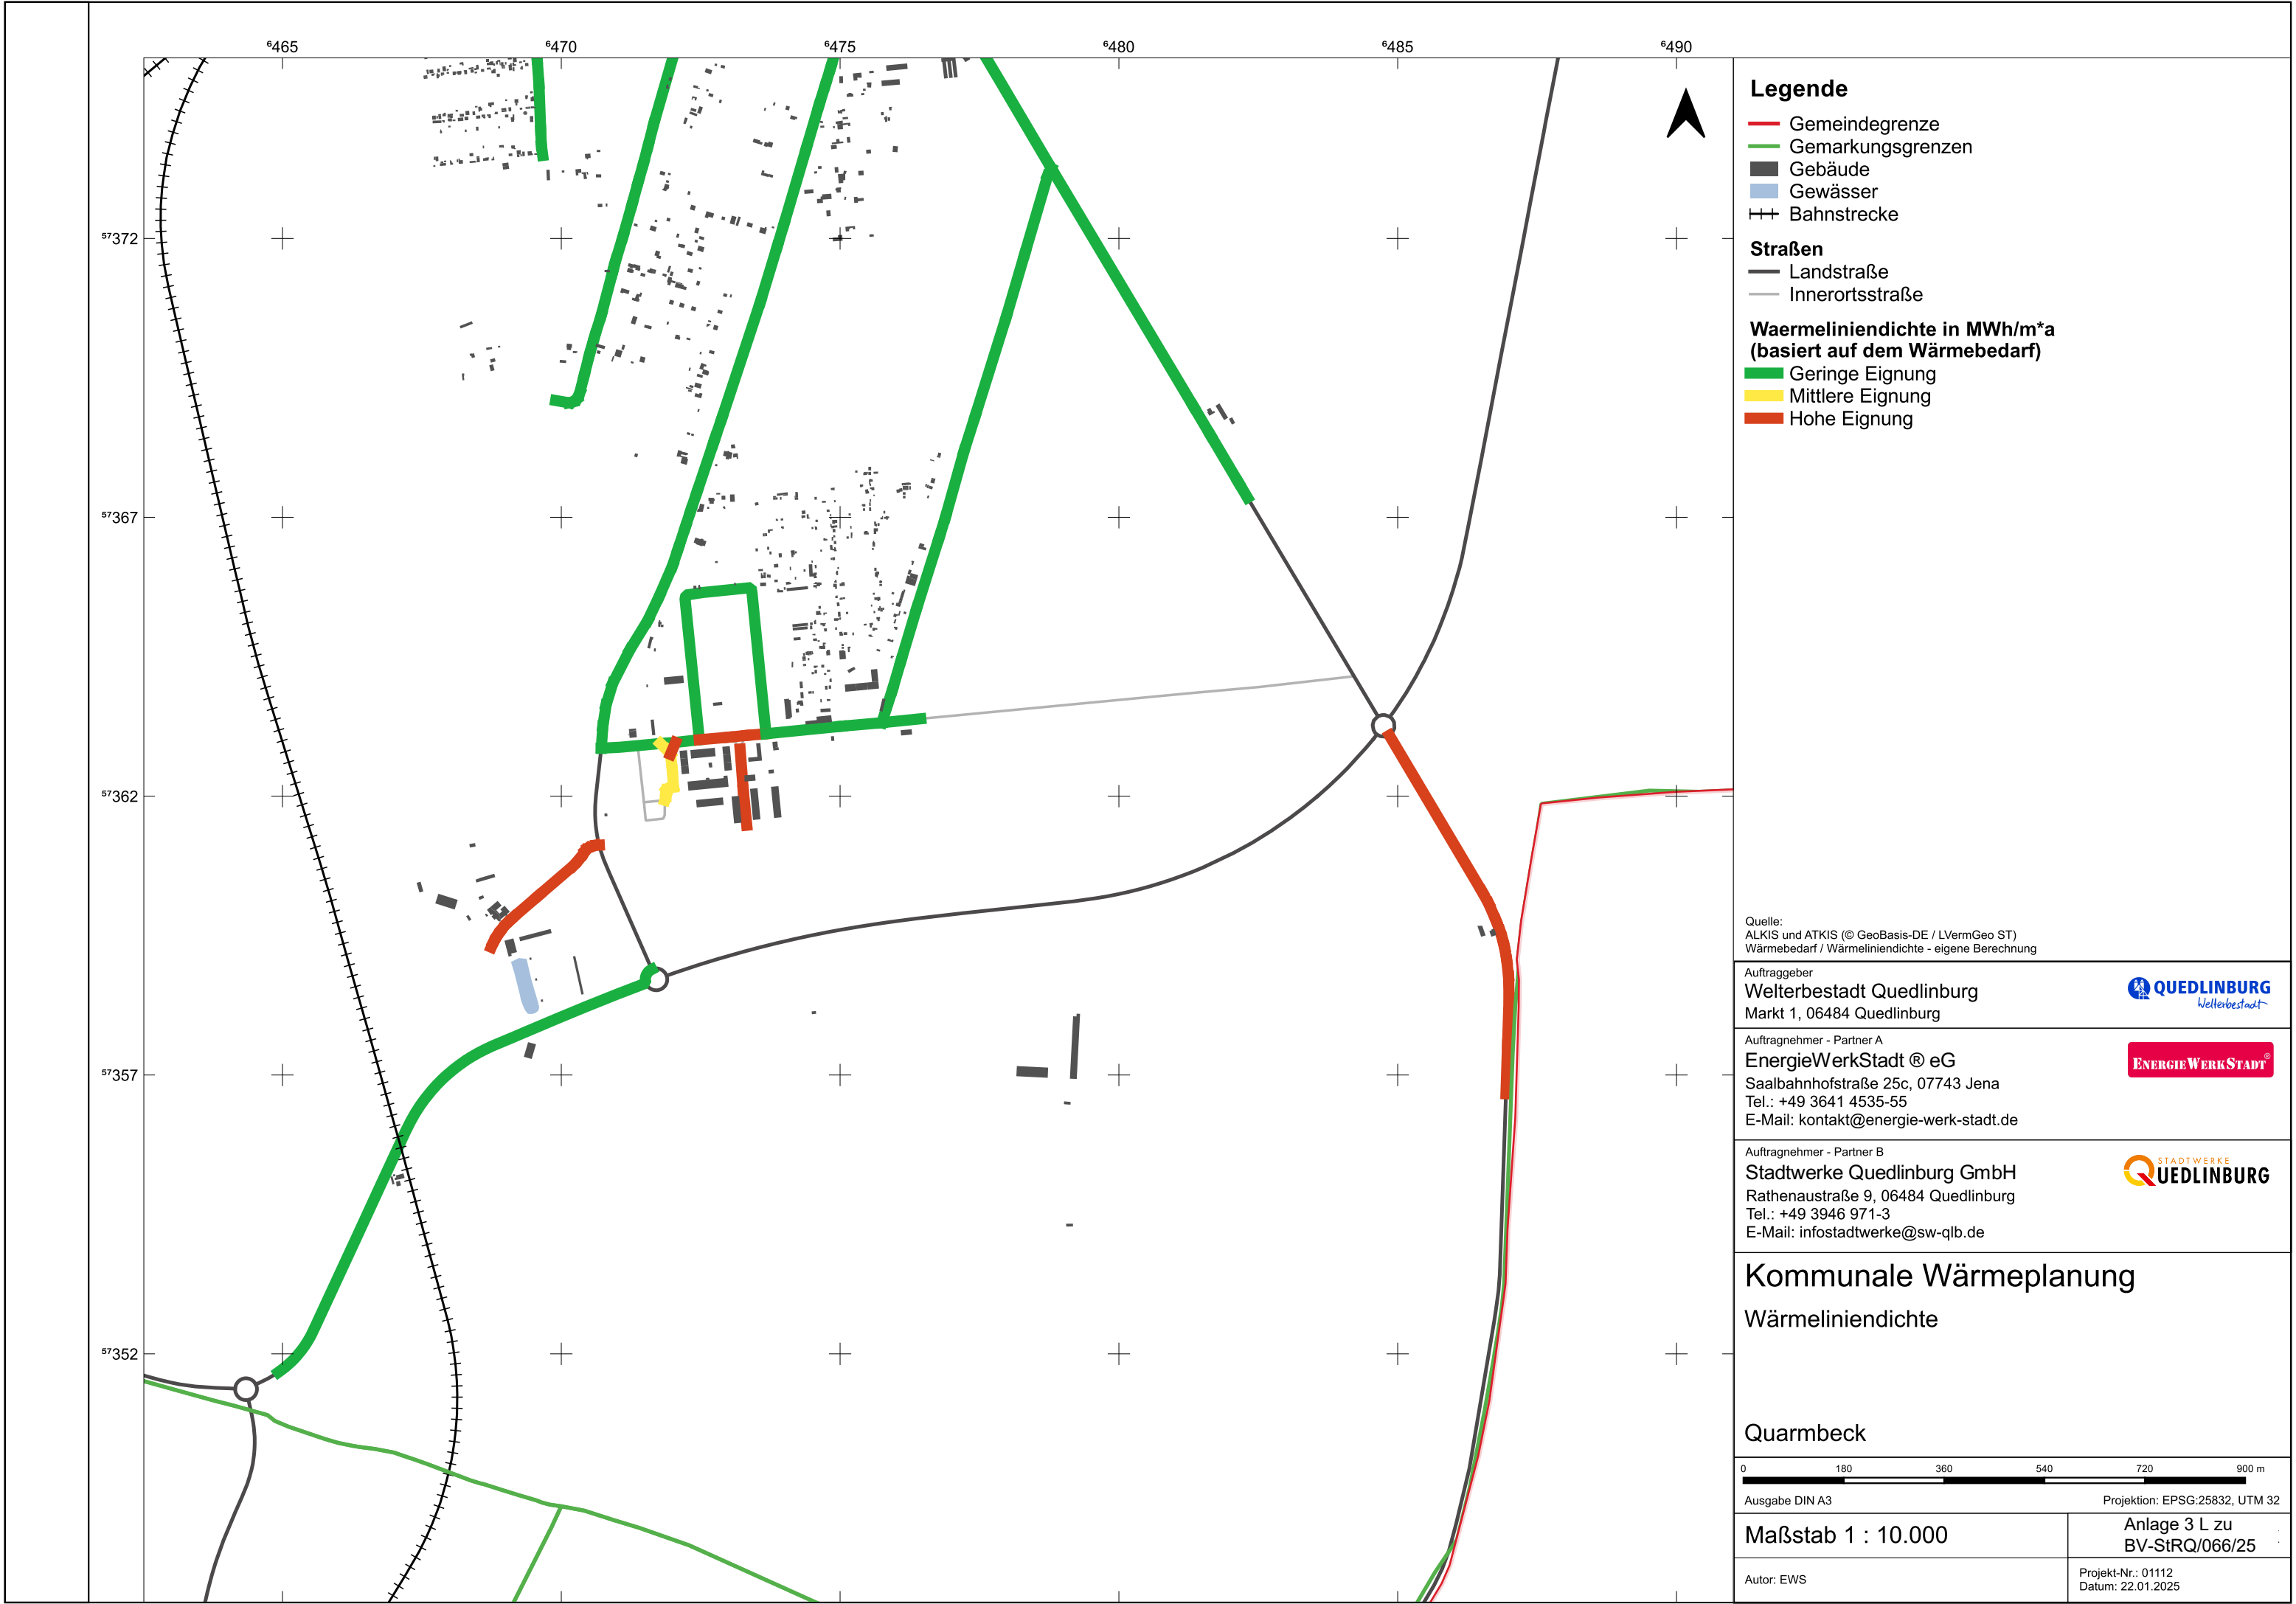 ⁶465
⁶470
⁶475
⁶480
⁶485
⁶490
⁵⁷372
⁵⁷367
⁵⁷362
⁵⁷357
⁵⁷352
Legende
Gemeindegrenze
Gemarkungsgrenzen
Gebäude
Gewässer
Bahnstrecke
Straßen
Landstraße
Innerortsstraße
Waermeliniendichte in MWh/m*a
(basiert auf dem Wärmebedarf)
Geringe Eignung
Mittlere Eignung
Hohe Eignung
Quelle:
ALKIS und ATKIS (© GeoBasis-DE / LVermGeo ST)
Wärmebedarf / Wärmeliniendichte - eigene Berechnung
Auftraggeber
Welterbestadt Quedlinburg
Markt 1, 06484 Quedlinburg
QUEDLINBURG
Welterbestadt
Auftragnehmer - Partner A
EnergieWerkStadt ® eG
Saalbahnhofstraße 25c, 07743 Jena
Tel.: +49 3641 4535-55
E-Mail: kontakt@energie-werk-stadt.de
ENERGIEWERKSTADT®
Auftragnehmer - Partner B
Stadtwerke Quedlinburg GmbH
Rathenaustraße 9, 06484 Quedlinburg
Tel.: +49 3946 971-3
E-Mail: infostadtwerke@sw-qlb.de
STADTWERKE
QUEDLINBURG
Kommunale Wärmeplanung
Wärmeliniendichte
Quarmbeck
0 180 360 540 720 900 m
Ausgabe DIN A3
Projektion: EPSG:25832, UTM 32
Maßstab 1 : 10.000
Anlage 3 L zu
BV-StRQ/066/25
Autor: EWS
Projekt-Nr.: 01112
Datum: 22.01.2025